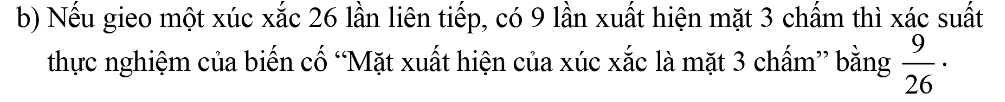 b) Nếu gieo một xúc xắc 26 lần liên tiếp, có 9 lần xuất hiện mặt 3 chấm thì xác suất
thực nghiệm của biến cố “Mặt xuất hiện của xúc xắc là mặt 3 chấm” bằng 9/26.